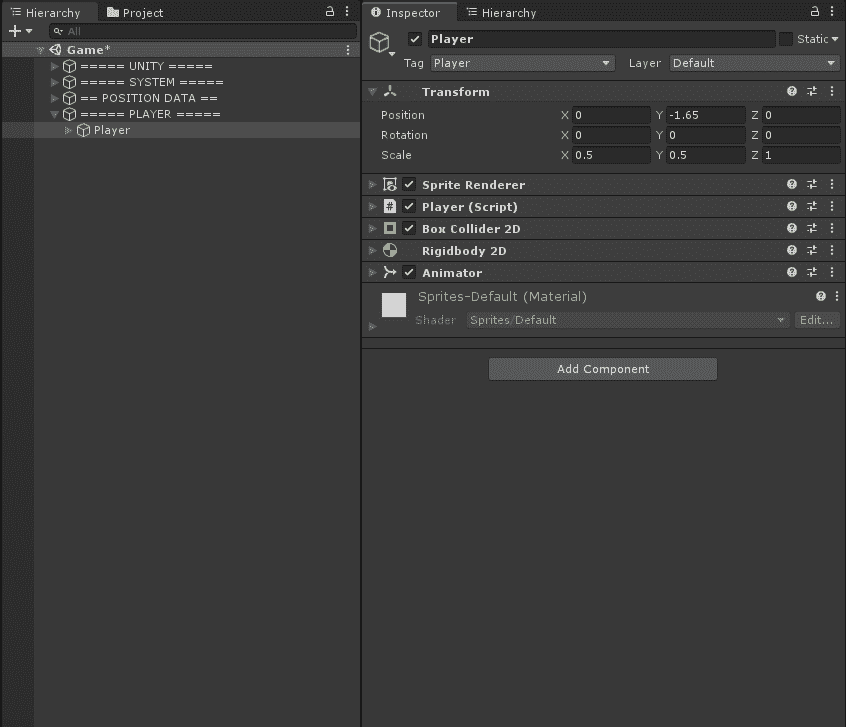 Hierarchy
Project
All
Game*
===== UNITY =====
===== SYSTEM =====
== POSITION DATA ==
===== PLAYER =====
Player
Inspector
Hierarchy
Player
Static
Tag Player Layer Default
Transform
Position X 0 Y -1.65 Z 0
Rotation X 0 Y 0 Z 0
Scale X 0.5 Y 0.5 Z 1
Sprite Renderer
# Player (Script)
Box Collider 2D
Rigidbody 2D
Animator
Sprites-Default (Material)
Shader Sprites/Default Edit...
Add Component